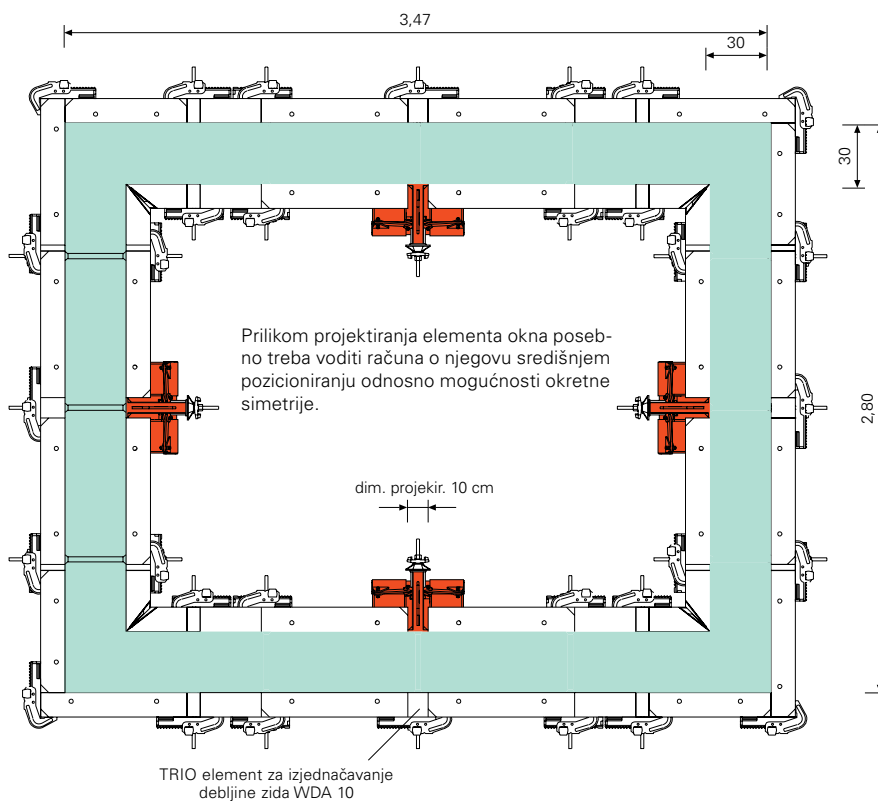 3,47
30
30
Prilikom projektiranja elementa okna poseb-
no treba voditi računa o njegovu središnjem
pozicioniranju odnosno mogućnosti okretne
simetrije.
2,80
dim. projekir. 10 cm
TRIO element za izjednačavanje
debljine zida WDA 10